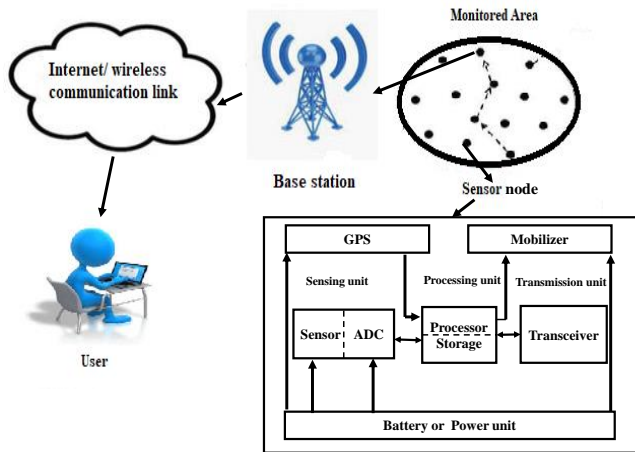 Monitored Area
Internet/ wireless
communication link
Base station
Sensor node
User
GPS
Mobilizer
Sensing unit
Processing unit
Transmission unit
Sensor
ADC
Processor
Storage
Transceiver
Battery or Power unit